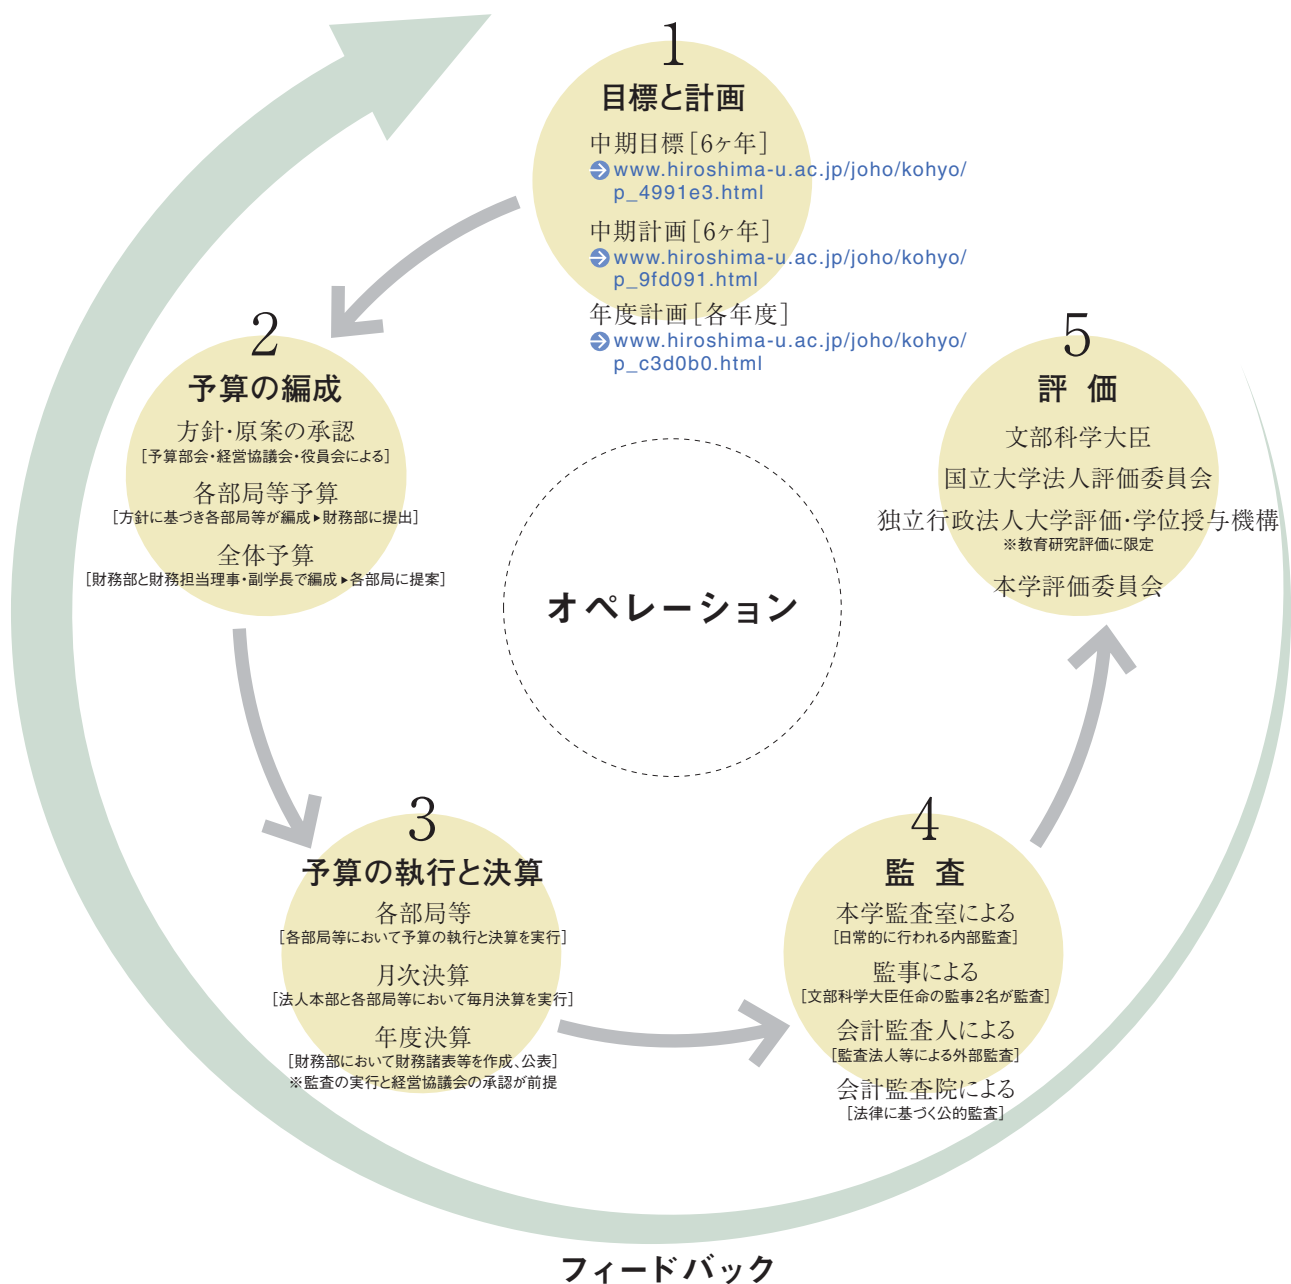 1
目標と計画
中期目標［6ヶ年］
www.hiroshima-u.ac.jp/joho/kohyo/
p_4991e3.html
中期計画［6ヶ年］
www.hiroshima-u.ac.jp/joho/kohyo/
p_9fd091.html
年度計画［各年度］
www.hiroshima-u.ac.jp/joho/kohyo/
p_c3d0b0.html
2
予算の編成
方針・原案の承認
［予算部会・経営協議会・役員会による］
各部局等予算
［方針に基づき各部局等が編成▶財務部に提出］
全体予算
［財務部と財務担当理事・副学長で編成▶各部局に提案］
3
予算の執行と決算
各部局等
［各部局等において予算の執行と決算を実行］
月次決算
［法人本部と各部局等において毎月決算を実行］
年度決算
［財務部において財務諸表等を作成、公表］
※監査の実行と経営協議会の承認が前提
4
監 査
本学監査室による
［日常的に行われる内部監査］
監事による
［文部科学大臣任命の監事2名が監査］
会計監査人による
［監査法人等による外部監査］
会計監査院による
［法律に基づく公的監査］
5
評 価
文部科学大臣
国立大学法人評価委員会
独立行政法人大学評価・学位授与機構
※教育研究評価に限定
本学評価委員会
オペレーション
フィードバック